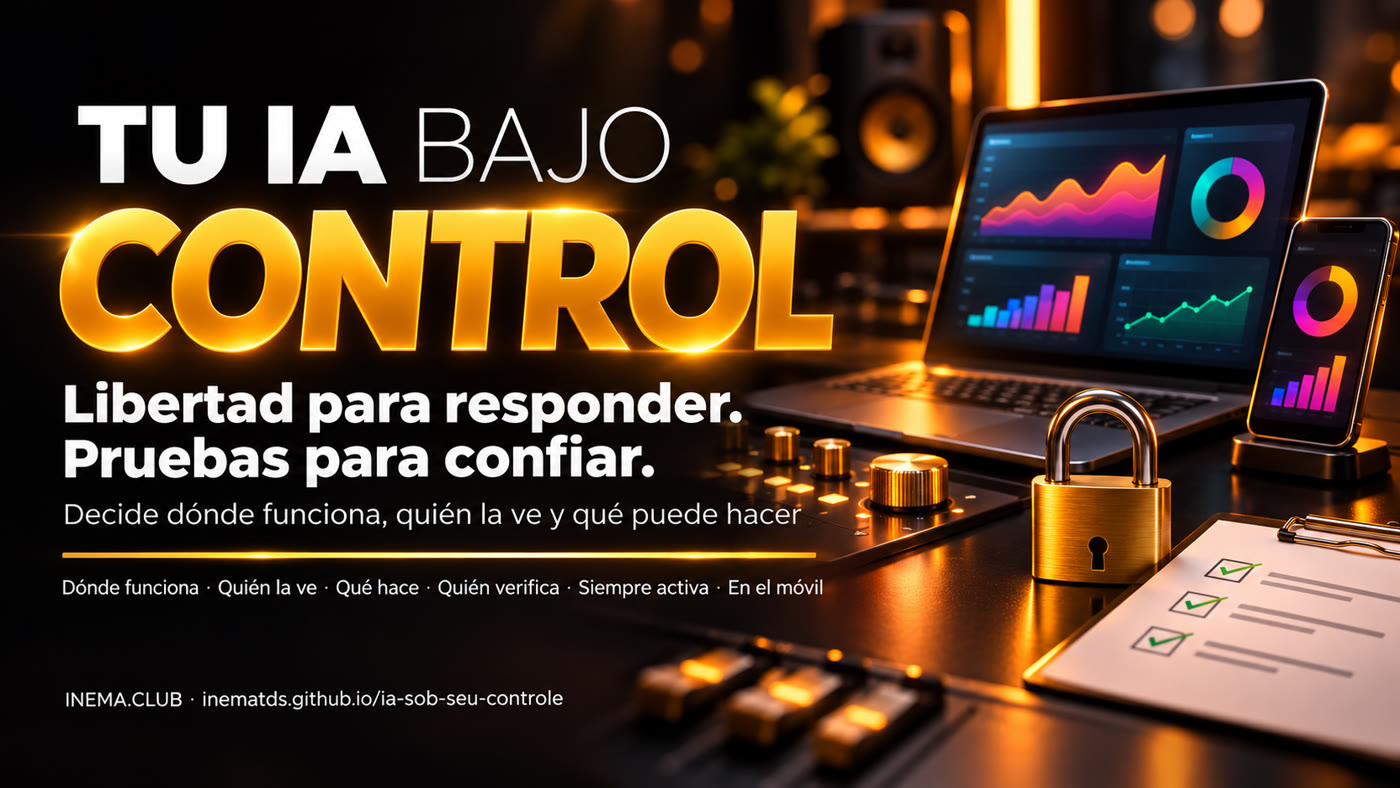 TU IA BAJO
CONTROL
Libertad para responder.
Pruebas para confiar.
Decide dónde funciona, quién la ve y qué puede hacer
Dónde funciona · Quién la ve · Qué hace · Quién verifica · Siempre activa · En el móvil
INEMA.CLUB · inematds.github.io/ia-sob-seu-controle